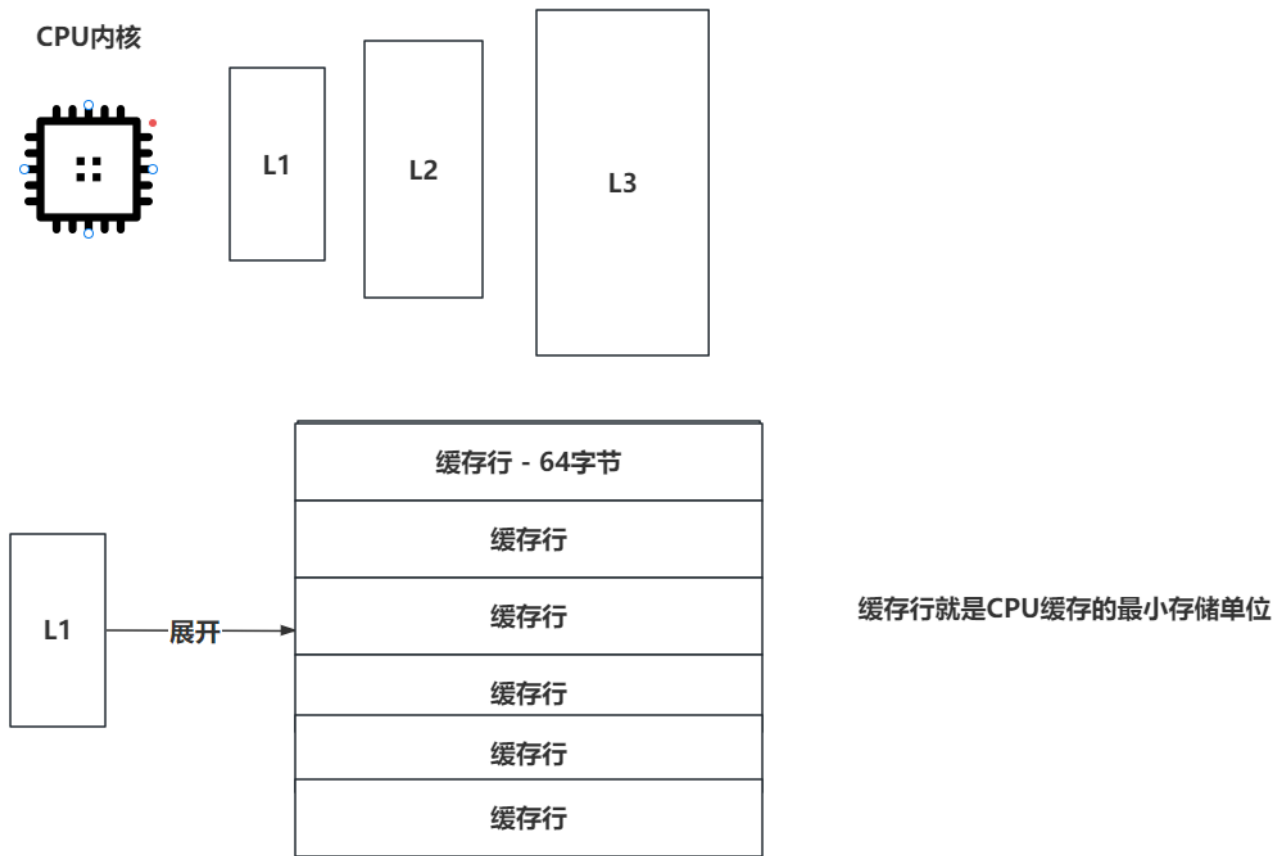 CPU内核
L1
L2
L3
缓存行 - 64字节
缓存行
缓存行
缓存行
缓存行
缓存行
L1
展开
缓存行就是CPU缓存的最小存储单位